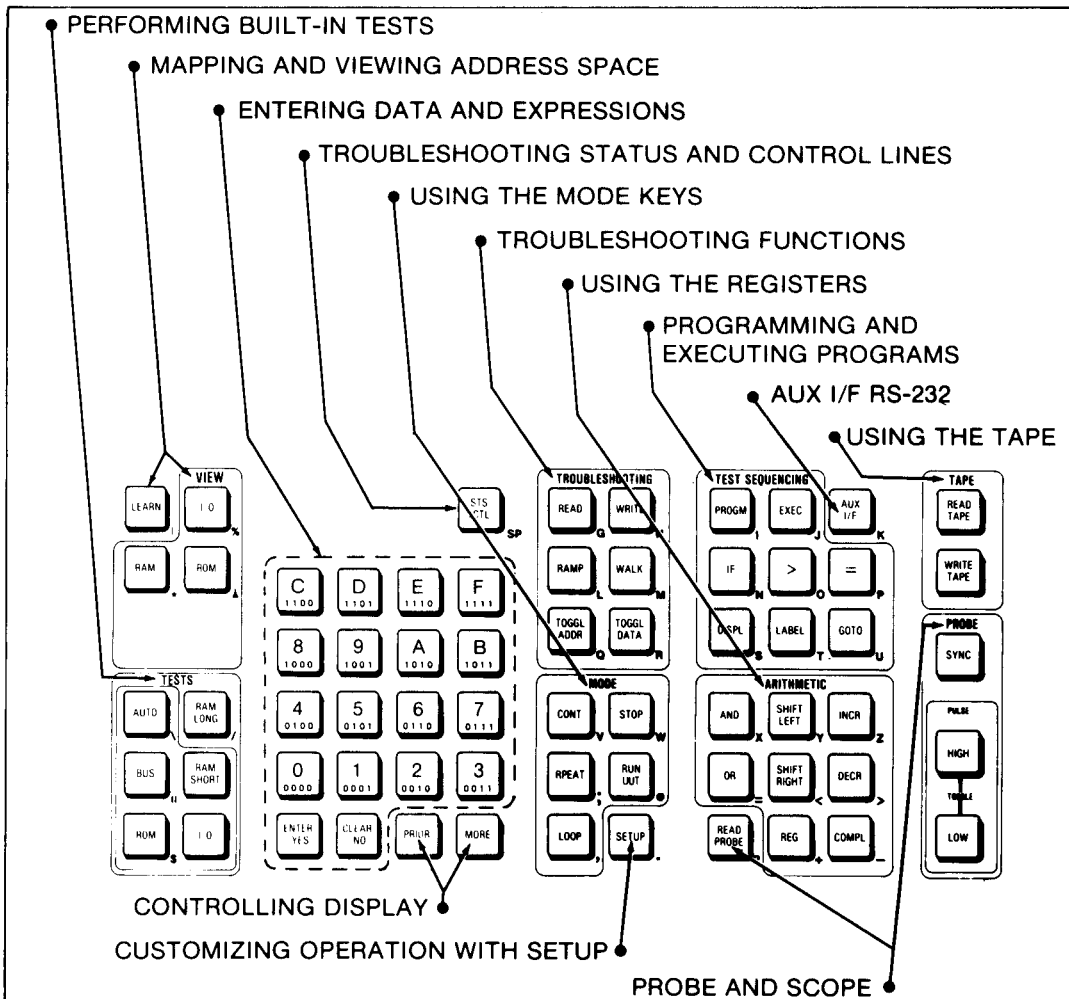 PERFORMING BUILT-IN TESTS
MAPPING AND VIEWING ADDRESS SPACE
ENTERING DATA AND EXPRESSIONS
TROUBLESHOOTING STATUS AND CONTROL LINES
USING THE MODE KEYS
TROUBLESHOOTING FUNCTIONS
USING THE REGISTERS
PROGRAMMING AND
EXECUTING PROGRAMS
AUX I/F RS-232
USING THE TAPE
VIEW
LEARN
I O
%
RAM
ROM
TESTS
AUTO
\
RAM
LONG
/
BUS
RAM
SHORT
ROM
$
I O
STS
CTL
SP
C
1100
D
1101
E
1110
F
1111
8
1000
9
1001
A
1010
B
1011
4
0100
5
0101
6
0110
7
0111
0
0000
1
0001
2
0010
3
0011
ENTER
YES
CLEAR
NO
PRIOR
MORE
TROUBLESHOOTING
READ
G
WRITE
RAMP
L
WALK
M
TOGGL
ADDR
Q
TOGGL
DATA
R
MODE
CONT
V
STOP
W
RPEAT
;
RUN
UUT
LOOP
,
SETUP
.
TEST SEQUENCING
PROGM
I
EXEC
J
AUX
I/F
K
IF
N
>
O
=
P
DISPL
S
LABEL
T
GOTO
U
ARITHMETIC
AND
X
SHIFT
LEFT
Y
INCR
Z
OR
=
SHIFT
RIGHT
<
DECR
>
READ
PROBE
REG
+
COMPL
–
TAPE
READ
TAPE
WRITE
TAPE
PROBE
SYNC
PULSE
HIGH
TOGGLE
LOW
CONTROLLING DISPLAY
CUSTOMIZING OPERATION WITH SETUP
PROBE AND SCOPE